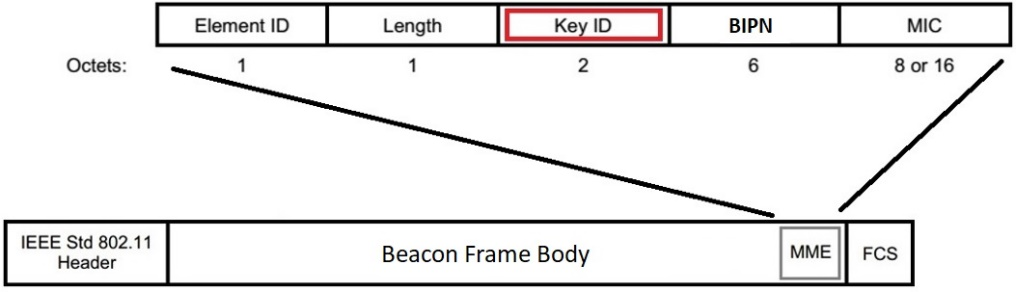 Element ID Length Key ID BIPN MIC
Octets: 1 1 2 6 8 or 16
IEEE Std 802.11
Header
Beacon Frame Body
MME
FCS